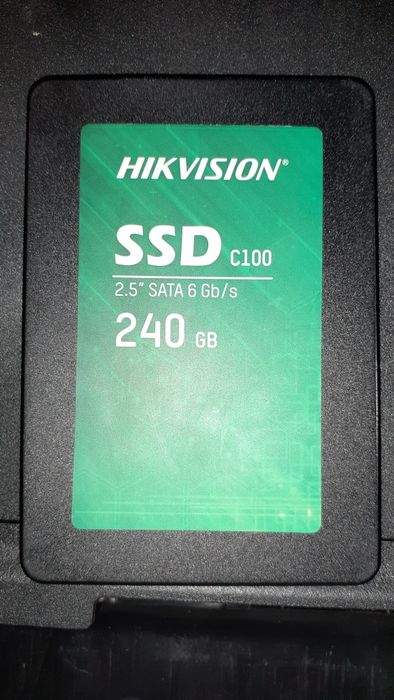 HIKVISION®
SSD C100
2.5" SATA 6 Gb/s
240 GB